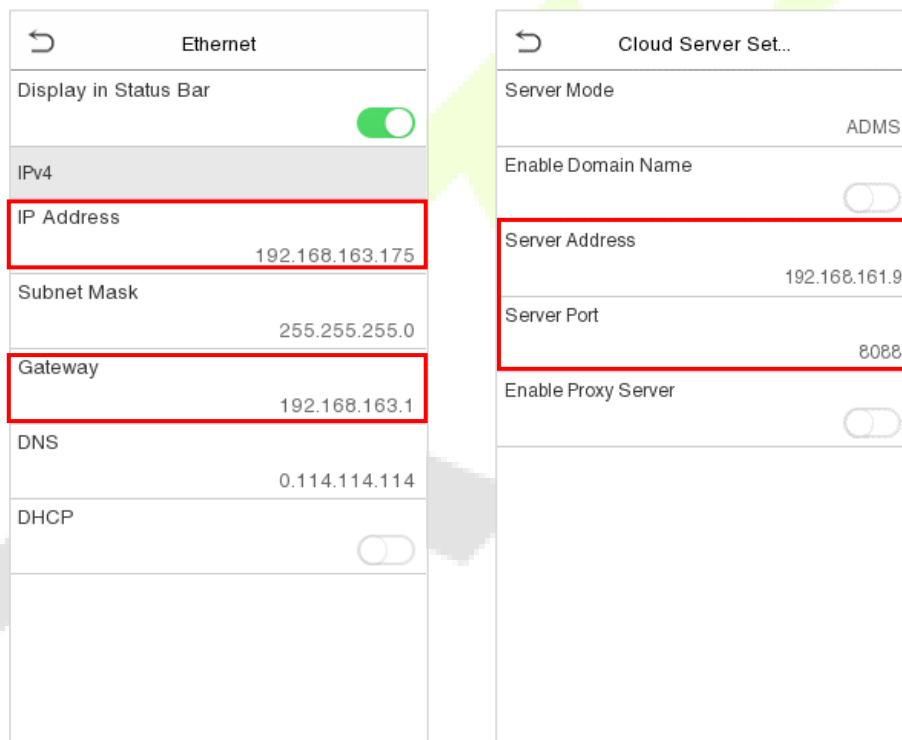 Ethernet
Display in Status Bar
IPv4
IP Address
192.168.163.175
Subnet Mask
255.255.255.0
Gateway
192.168.163.1
DNS
0.114.114.114
DHCP
Cloud Server Set...
Server Mode
ADMS
Enable Domain Name
Server Address
192.168.161.9
Server Port
8088
Enable Proxy Server